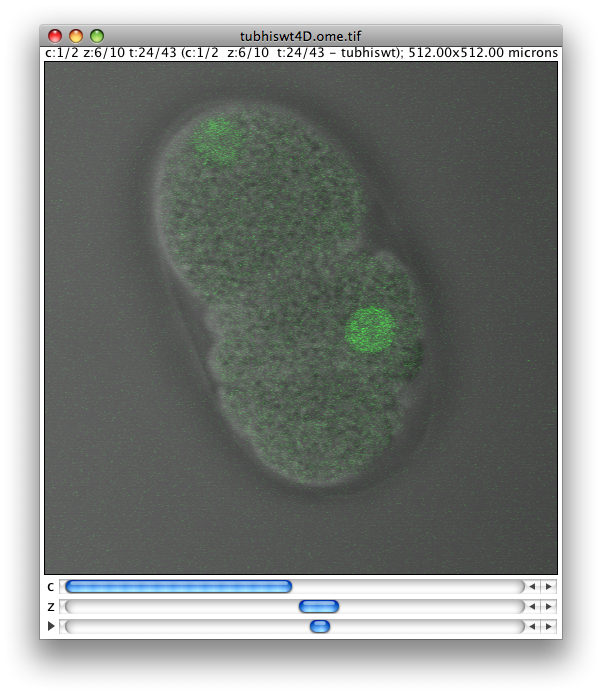 tubhiswt4D.ome.tif
c:1/2 z:6/10 t:24/43 (c:1/2  z:6/10  t:24/43 - tubhiswt); 512.00x512.00 microns
c
z